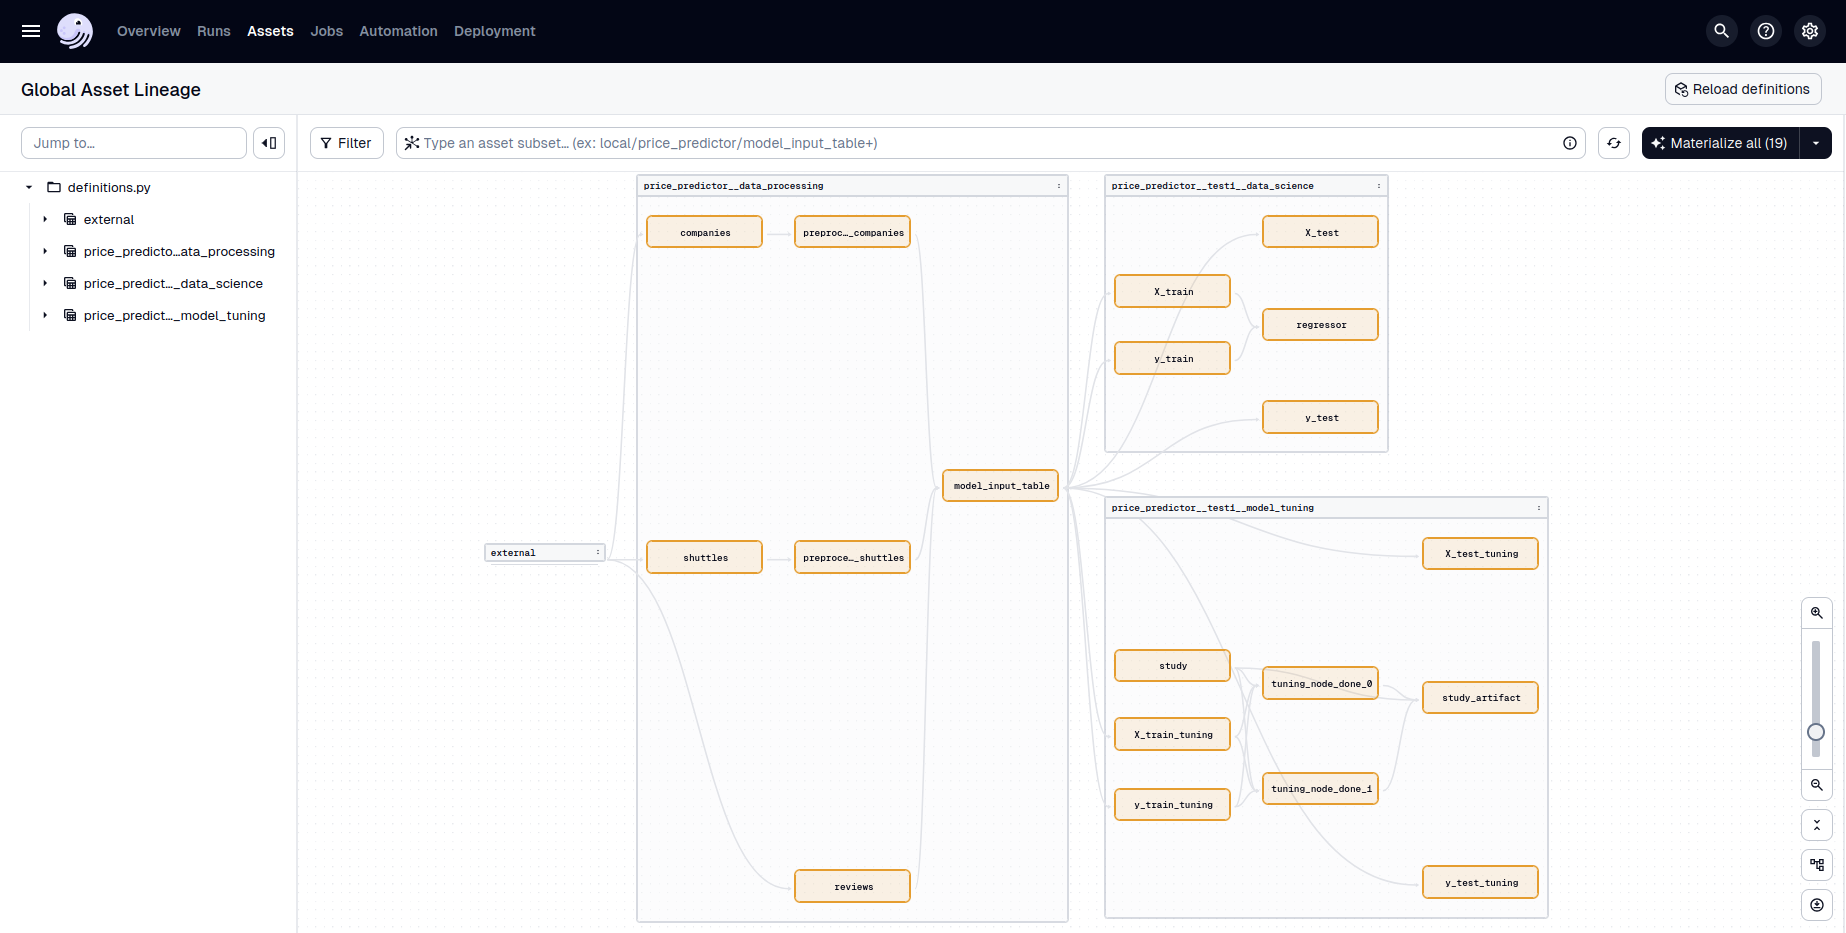 Overview Runs Assets Jobs Automation Deployment
Global Asset Lineage
Reload definitions
Jump to…
Filter
Type an asset subset… (ex: local/price_predictor/model_input_table+)
Materialize all (19)
definitions.py
external
price_predicto…ata_processing
price_predict…_data_science
price_predict…_model_tuning
price_predictor__data_processing
companies
preproc…_companies
model_input_table
shuttles
preproce…_shuttles
reviews
external
price_predictor__test1__data_science
X_test
X_train
regressor
y_train
y_test
price_predictor__test1__model_tuning
X_test_tuning
study
tuning_node_done_0
study_artifact
X_train_tuning
tuning_node_done_1
y_train_tuning
y_test_tuning